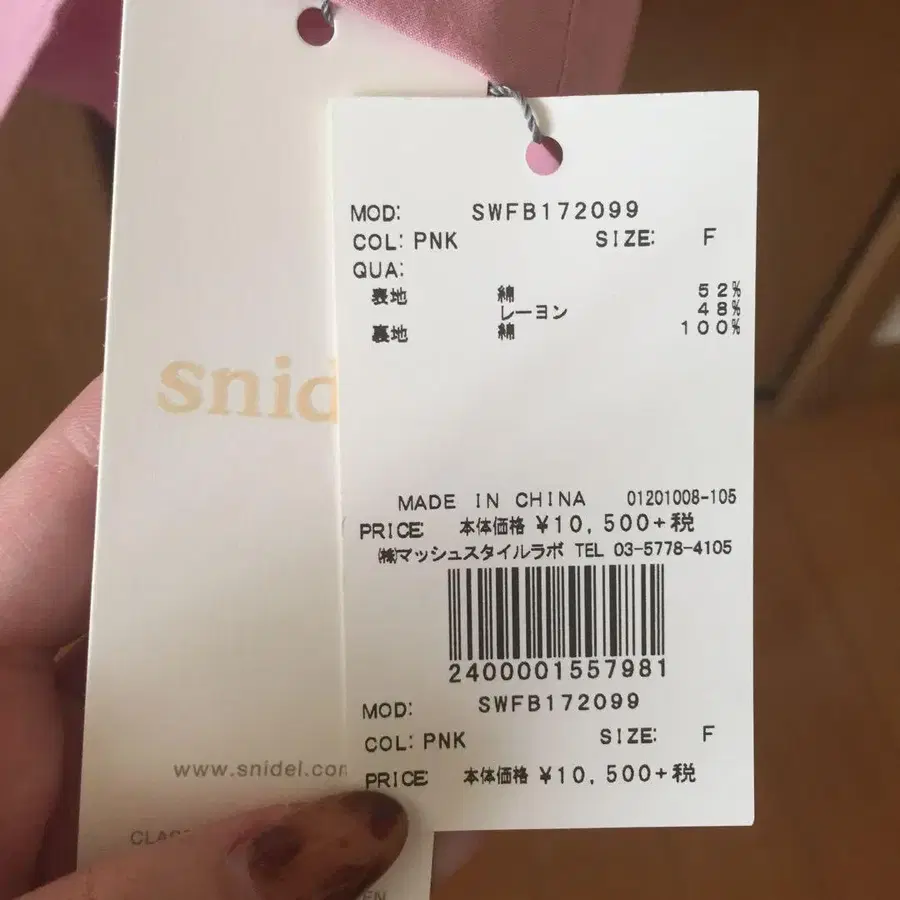 MOD: SWFB172099
COL: PNK SIZE: F
QUA:
表地 綿 52%
レーヨン 48%
裏地 綿 100%
MADE IN CHINA 01201008-105
PRICE: 本体価格 ¥10,500+税
㈱マッシュスタイルラボ TEL 03-5778-4105
2400001557981
MOD: SWFB172099
COL: PNK SIZE: F
PRICE: 本体価格 ¥10,500+税
snid
www.snidel.com